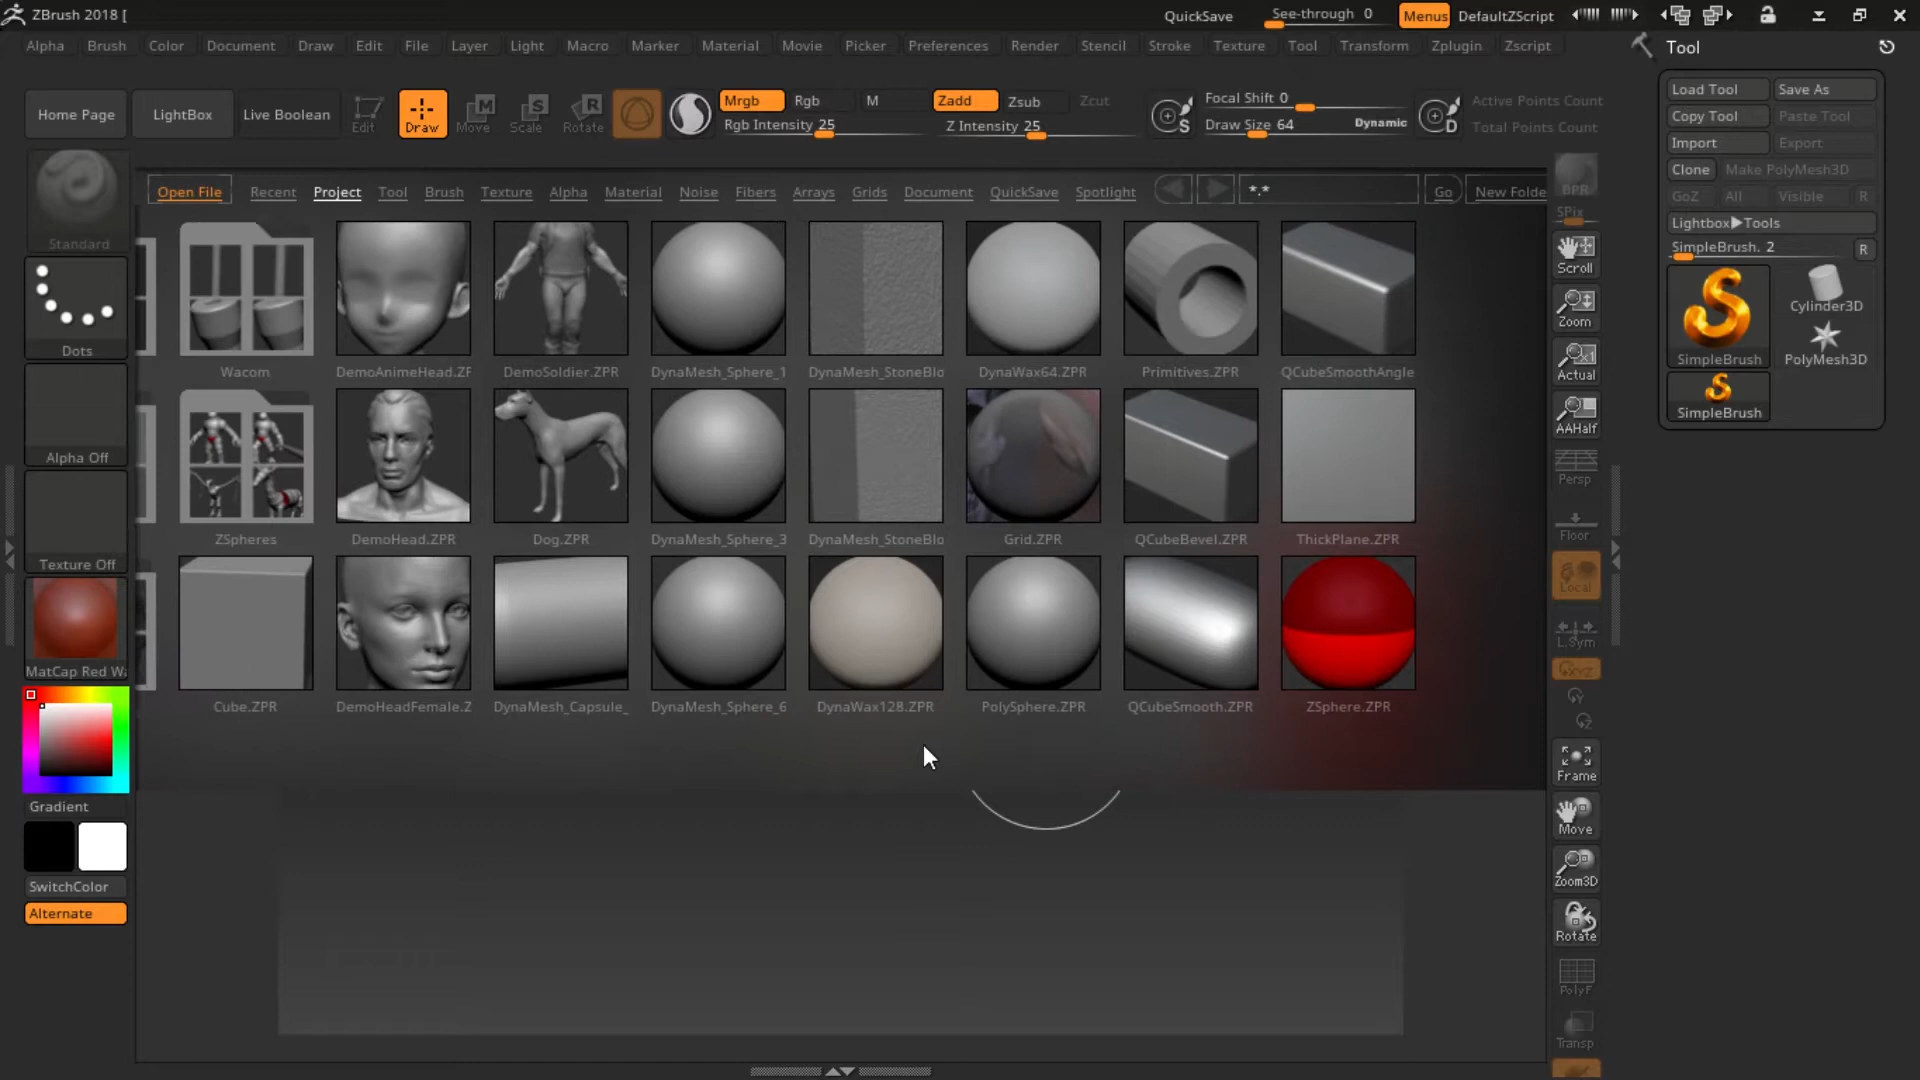 ZBrush 2018 [
QuickSave
See-through 0
Menus
DefaultZScript
Alpha Brush Color Document Draw Edit File Layer Light Macro Marker Material Movie Picker Preferences Render Stencil Stroke Texture Tool Transform Zplugin Zscript
Tool
Home Page
LightBox
Live Boolean
Edit
Draw
Move
Scale
Rotate
Mrgb Rgb M
Rgb Intensity 25
Zadd Zsub Zcut
Z Intensity 25
S
Focal Shift 0
Draw Size 64 Dynamic
D
Active Points Count
Total Points Count
Load Tool Save As
Copy Tool Paste Tool
Import Export
Clone Make PolyMesh3D
GoZ All Visible R
Lightbox▶Tools
SimpleBrush. 2 R
SimpleBrush
Cylinder3D
PolyMesh3D
SimpleBrush
Standard
Dots
Alpha Off
Texture Off
MatCap Red Wa
Gradient
SwitchColor
Alternate
Open File Recent Project Tool Brush Texture Alpha Material Noise Fibers Arrays Grids Document QuickSave Spotlight *.* Go New Folde
Wacom DemoAnimeHead.ZF DemoSoldier.ZPR DynaMesh_Sphere_1 DynaMesh_StoneBlo DynaWax64.ZPR Primitives.ZPR QCubeSmoothAngle
ZSpheres DemoHead.ZPR Dog.ZPR DynaMesh_Sphere_3 DynaMesh_StoneBlo Grid.ZPR QCubeBevel.ZPR ThickPlane.ZPR
Cube.ZPR DemoHeadFemale.Z DynaMesh_Capsule_ DynaMesh_Sphere_6 DynaWax128.ZPR PolySphere.ZPR QCubeSmooth.ZPR ZSphere.ZPR
BPR
SPix
Scroll
Zoom
Actual
AAHalf
Persp
Floor
Local
L.Sym
XYZ
Y
Z
Frame
Move
Zoom3D
Rotate
PolyF
Transp